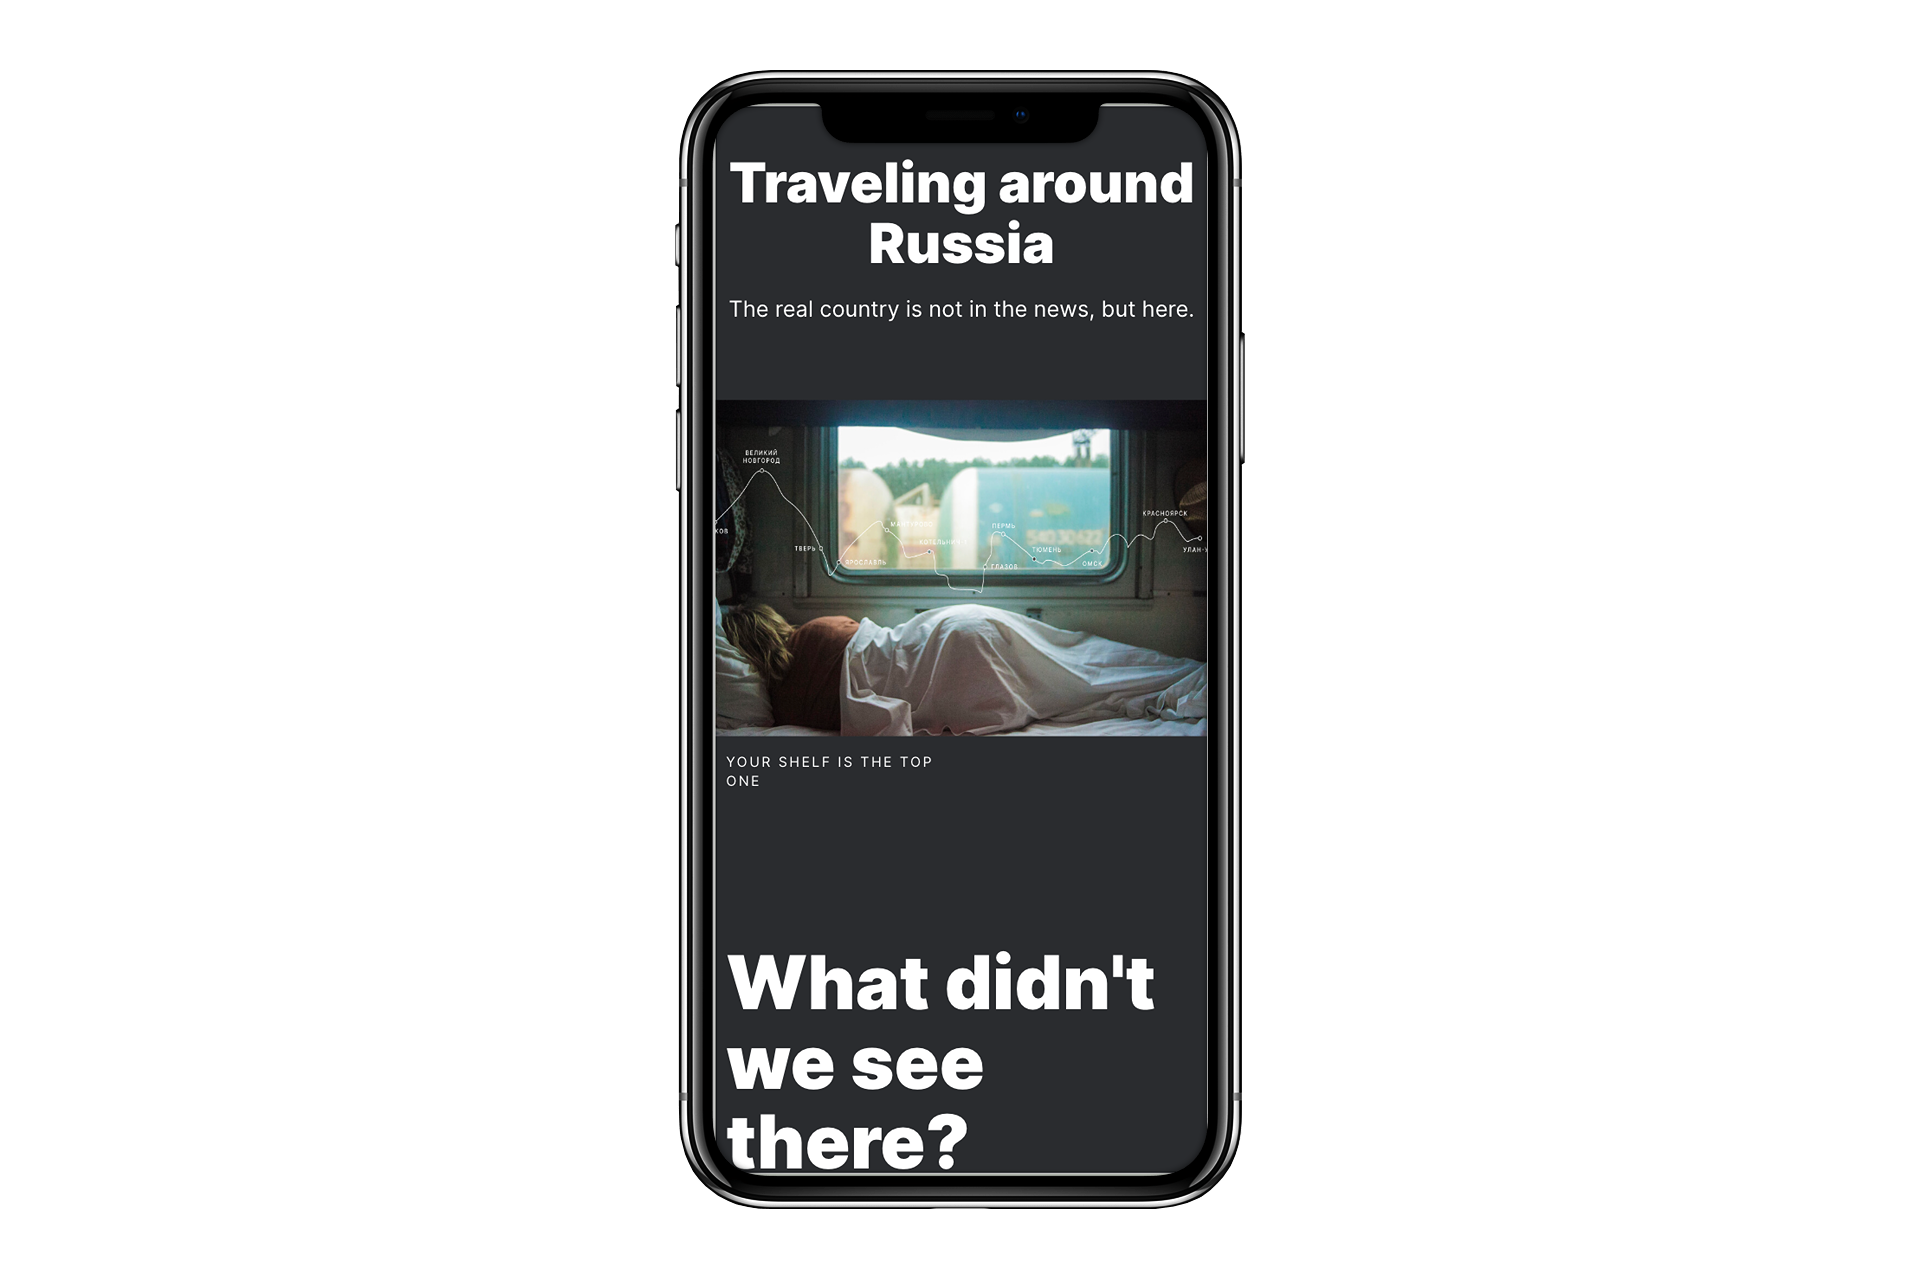 Traveling around
Russia
The real country is not in the news, but here.
ВЕЛИКИЙ
НОВГОРОД
КОВ
ТВЕРЬ
ЯРОСЛАВЛЬ
МАНТУРОВО
КОТЕЛЬНИЧ
ГЛАЗОВ
ПЕРМЬ
ТЮМЕНЬ
ОМСК
КРАСНОЯРСК
УЛАН-У
54030622
YOUR SHELF IS THE TOP
ONE
What didn't
we see
there?